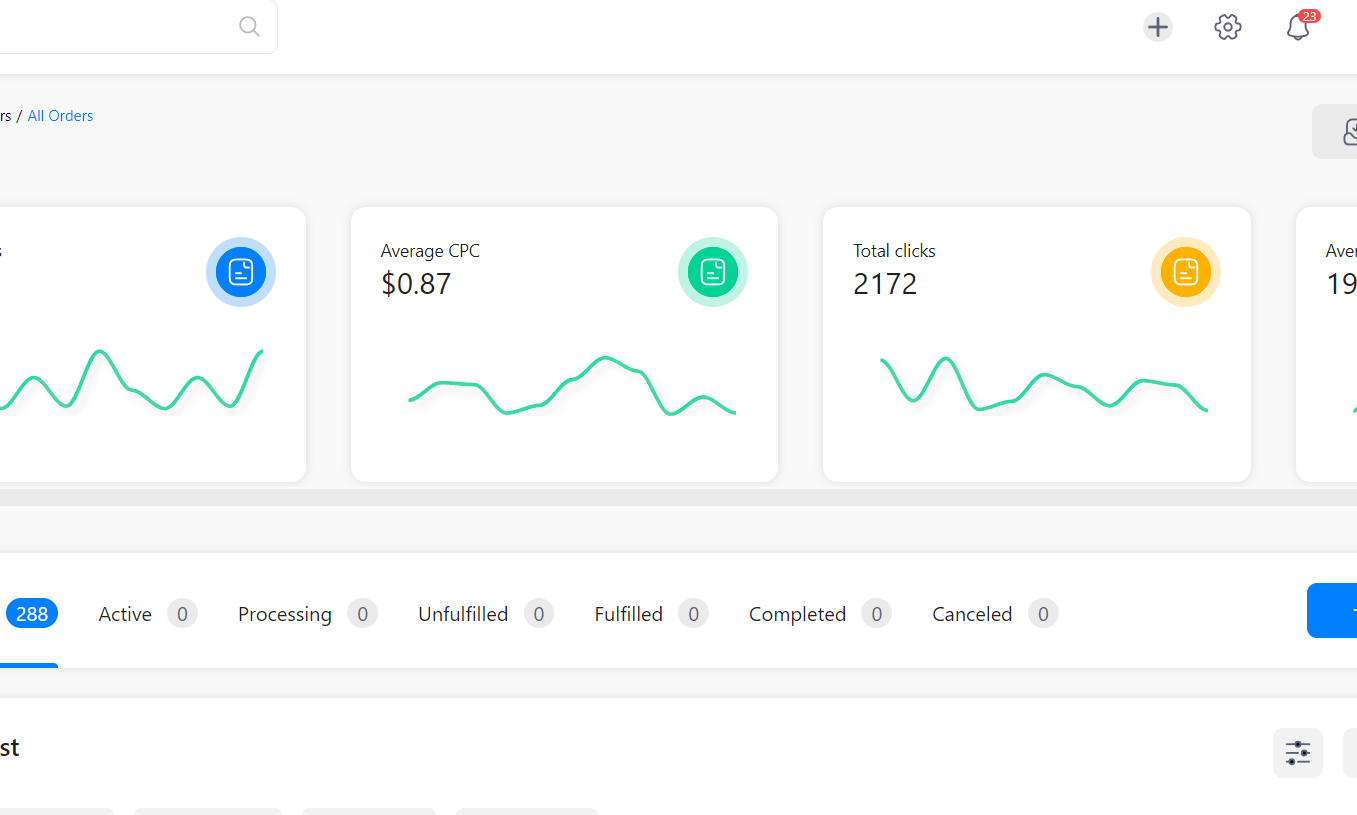 23
rs / All Orders
Average CPC
$0.87
Total clicks
2172
Aver
19
288 Active 0 Processing 0 Unfulfilled 0 Fulfilled 0 Completed 0 Canceled 0
st